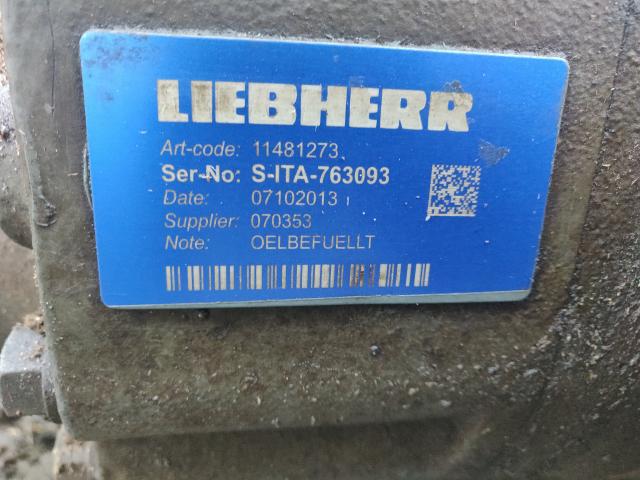 LIEBHERR
Art-code: 11481273
Ser-No: S-ITA-763093
Date: 07102013
Supplier: 070353
Note: OELBEFUELLT